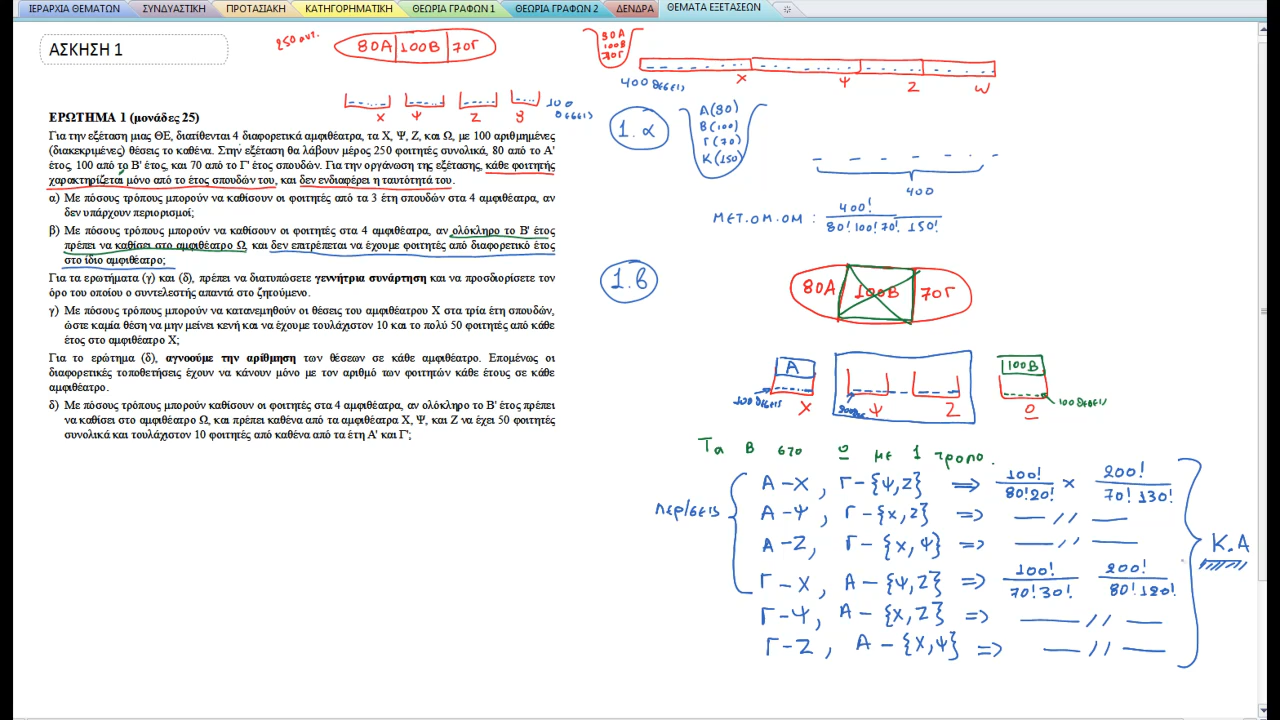 ΙΕΡΑΡΧΙΑ ΘΕΜΑΤΩΝ ΣΥΝΔΥΑΣΤΙΚΗ ΠΡΟΤΑΣΙΑΚΗ ΚΑΤΗΓΟΡΗΜΑΤΙΚΗ ΘΕΩΡΙΑ ΓΡΑΦΩΝ 1 ΘΕΩΡΙΑ ΓΡΑΦΩΝ 2 ΔΕΝΔΡΑ ΘΕΜΑΤΑ ΕΞΕΤΑΣΕΩΝ
ΑΣΚΗΣΗ 1
250 αντ.
80Α 100Β 70Γ
Χ Ψ Ζ
100 θέσεις
80Α
100Β
70Γ
400 θέσεις
Χ Ψ Ζ W
ΕΡΩΤΗΜΑ 1 (μονάδες 25)
Για την εξέταση μιας ΘΕ, διατίθενται 4 διαφορετικά αμφιθέατρα, τα Χ, Ψ, Ζ, και Ω, με 100 αριθμημένες
(διακεκριμένες) θέσεις το καθένα. Στην εξέταση θα λάβουν μέρος 250 φοιτητές συνολικά, 80 από το Α'
έτος, 100 από το Β' έτος, και 70 από το Γ' έτος σπουδών. Για την οργάνωση της εξέτασης, κάθε φοιτητής
χαρακτηρίζεται μόνο από το έτος σπουδών του, και δεν ενδιαφέρει η ταυτότητά του.
α) Με πόσους τρόπους μπορούν να καθίσουν οι φοιτητές από τα 3 έτη σπουδών στα 4 αμφιθέατρα, αν
δεν υπάρχουν περιορισμοί;
β) Με πόσους τρόπους μπορούν να καθίσουν οι φοιτητές στα 4 αμφιθέατρα, αν ολόκληρο το Β' έτος
πρέπει να καθίσει στο αμφιθέατρο Ω, και δεν επιτρέπεται να έχουμε φοιτητές από διαφορετικό έτος
στο ίδιο αμφιθέατρο;
Για τα ερωτήματα (γ) και (δ), πρέπει να διατυπώσετε γεννήτρια συνάρτηση και να προσδιορίσετε τον
όρο του οποίου ο συντελεστής απαντά στο ζητούμενο.
γ) Με πόσους τρόπους μπορούν να κατανεμηθούν οι θέσεις του αμφιθεάτρου Χ στα τρία έτη σπουδών,
ώστε καμία θέση να μην μείνει κενή και να έχουμε τουλάχιστον 10 και το πολύ 50 φοιτητές από κάθε
έτος στο αμφιθέατρο Χ;
Για το ερώτημα (δ), αγνοούμε την αρίθμηση των θέσεων σε κάθε αμφιθέατρο. Επομένως οι
διαφορετικές τοποθετήσεις έχουν να κάνουν μόνο με τον αριθμό των φοιτητών κάθε έτους σε κάθε
αμφιθέατρο.
δ) Με πόσους τρόπους μπορούν καθίσουν οι φοιτητές στα 4 αμφιθέατρα, αν ολόκληρο το Β' έτος πρέπει
να καθίσει στο αμφιθέατρο Ω, και πρέπει καθένα από τα αμφιθέατρα Χ, Ψ, και Ζ να έχει 50 φοιτητές
συνολικά και τουλάχιστον 10 φοιτητές από καθένα από τα έτη Α' και Γ';
1.α
Α(80)
Β(100)
Γ(70)
Κ(150)
400
ΜΕΤ.ΟΜ.ΟΜ : 400! / 80! 100! 70! 150!
1.β
80Α 100Β 70Γ
Α 100Β
100 θέσεις Χ Ψ Ζ Ω 100 θέσεις
Τα Β στο Ω με 1 τροπο.
περ/σεις
Α-Χ, Γ-{Ψ,Ζ} => 100! / 80!20! × 200! / 70! 130!
Α-Ψ, Γ-{Χ,Ζ} => — // —
Α-Ζ, Γ-{Χ,Ψ} => — // —
Γ-Χ, Α-{Ψ,Ζ} => 100! / 70!30! 200! / 80!120!
Γ-Ψ, Α-{Χ,Ζ} => — // —
Γ-Ζ, Α-{Χ,Ψ} => — // —
Κ.Α